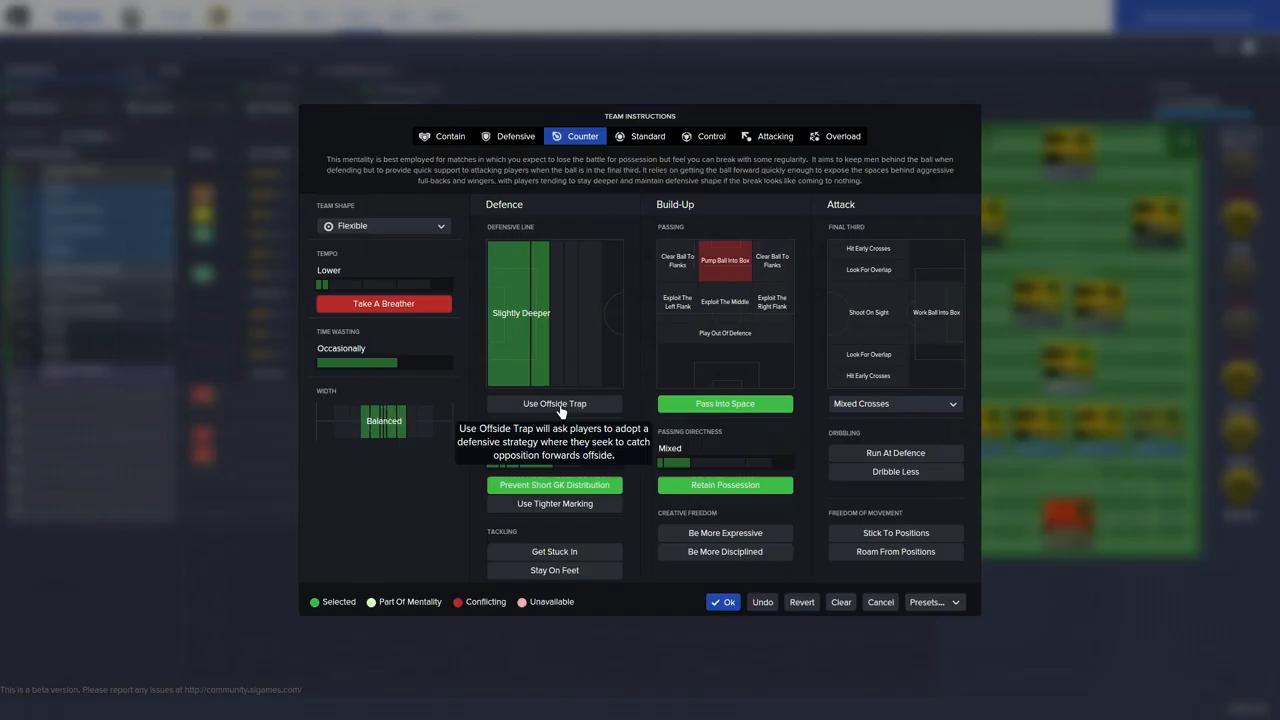 TEAM INSTRUCTIONS
Contain
Defensive
Counter
Standard
Control
Attacking
Overload
This mentality is best employed for matches in which you expect to lose the battle for possession but feel you can break with some regularity. It aims to keep men behind the ball when
defending but to provide quick support to attacking players when the ball is in the final third. It relies on getting the ball forward quickly enough to expose the spaces behind aggressive
full-backs and wingers, with players tending to stay deeper and maintain defensive shape if the break looks like coming to nothing.
TEAM SHAPE
Flexible
TEMPO
Lower
Take A Breather
TIME WASTING
Occasionally
WIDTH
Balanced
Defence
DEFENSIVE LINE
Slightly Deeper
Use Offside Trap
Use Offside Trap will ask players to adopt a
defensive strategy where they seek to catch
opposition forwards offside.
Prevent Short GK Distribution
Use Tighter Marking
TACKLING
Get Stuck In
Stay On Feet
Build-Up
PASSING
Clear Ball To
Flanks
Pump Ball Into Box
Clear Ball To
Flanks
Exploit The
Left Flank
Exploit The Middle
Exploit The
Right Flank
Play Out Of Defence
Pass Into Space
PASSING DIRECTNESS
Mixed
Retain Possession
CREATIVE FREEDOM
Be More Expressive
Be More Disciplined
Attack
FINAL THIRD
Hit Early Crosses
Look For Overlap
Shoot On Sight
Work Ball Into Box
Look For Overlap
Hit Early Crosses
Mixed Crosses
DRIBBLING
Run At Defence
Dribble Less
FREEDOM OF MOVEMENT
Stick To Positions
Roam From Positions
Selected
Part Of Mentality
Conflicting
Unavailable
Ok
Undo
Revert
Clear
Cancel
Presets...
This is a beta version. Please report any issues at http://community.sigames.com/